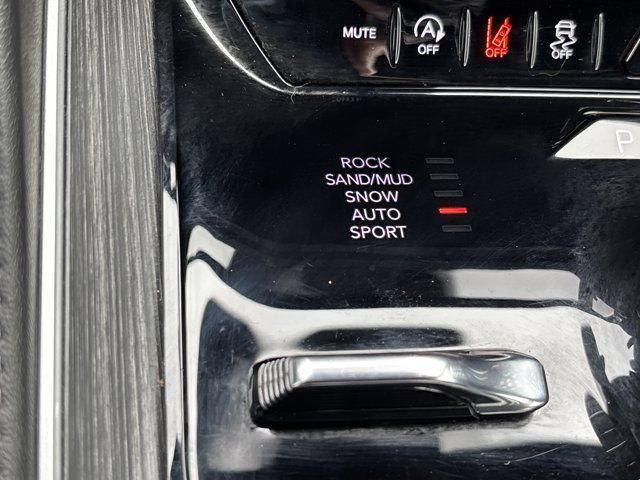 MUTE A OFF OFF OFF
P
ROCK
SAND/MUD
SNOW
AUTO
SPORT